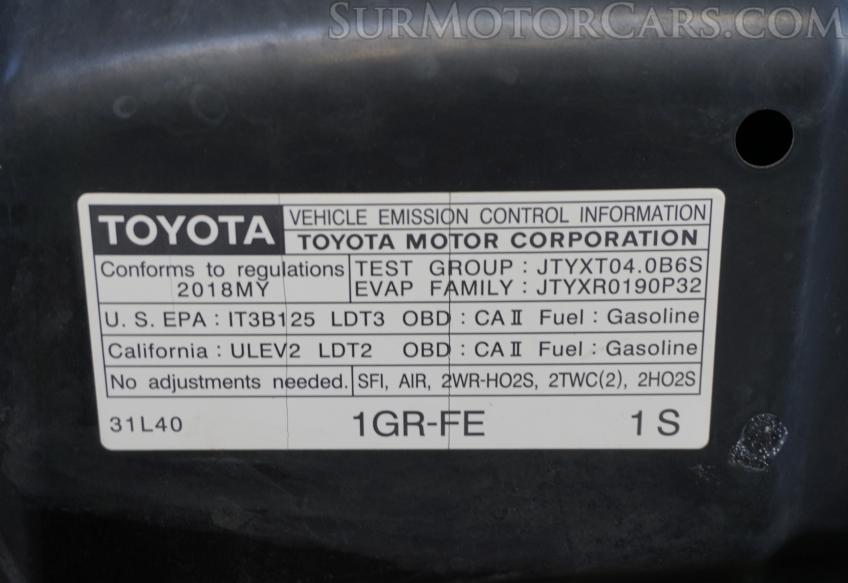 SurMotorCars.com
TOYOTA
VEHICLE EMISSION CONTROL INFORMATION
TOYOTA MOTOR CORPORATION
Conforms to regulations
2018MY
TEST GROUP : JTYXT04.0B6S
EVAP FAMILY : JTYXR0190P32
U. S. EPA : IT3B125 LDT3 OBD : CA II Fuel : Gasoline
California : ULEV2 LDT2 OBD : CA II Fuel : Gasoline
No adjustments needed. SFI, AIR, 2WR-HO2S, 2TWC(2), 2HO2S
31L40 1GR-FE 1 S